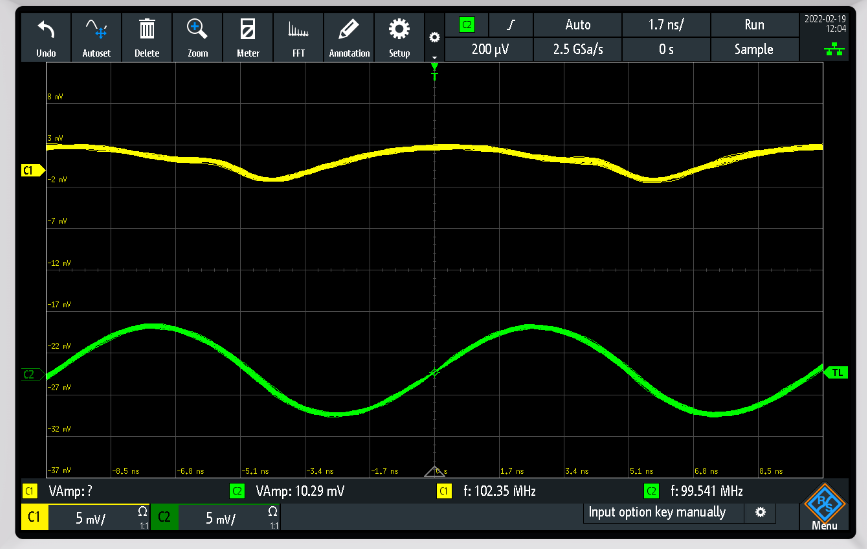 C2 Auto 1.7 ns/ Run 2022-02-19
12:04
Undo Autoset Delete Zoom Meter FFT Annotation Setup 200 µV 2.5 GSa/s 0 s Sample
T
8 mV
3 mV
C1
-2 mV
-7 mV
-12 mV
-17 mV
-22 mV
C2 TL
-27 mV
-32 mV
-37 mV -8.5 ns -6.8 ns -5.1 ns -3.4 ns -1.7 ns 0 s 1.7 ns 3.4 ns 5.1 ns 6.8 ns 8.5 ns
C1 VAmp: ? C2 VAmp: 10.29 mV C1 f: 102.35 MHz C2 f: 99.541 MHz
C1 5 mV/ Ω 1:1 C2 5 mV/ Ω 1:1 Input option key manually R&S
Menu